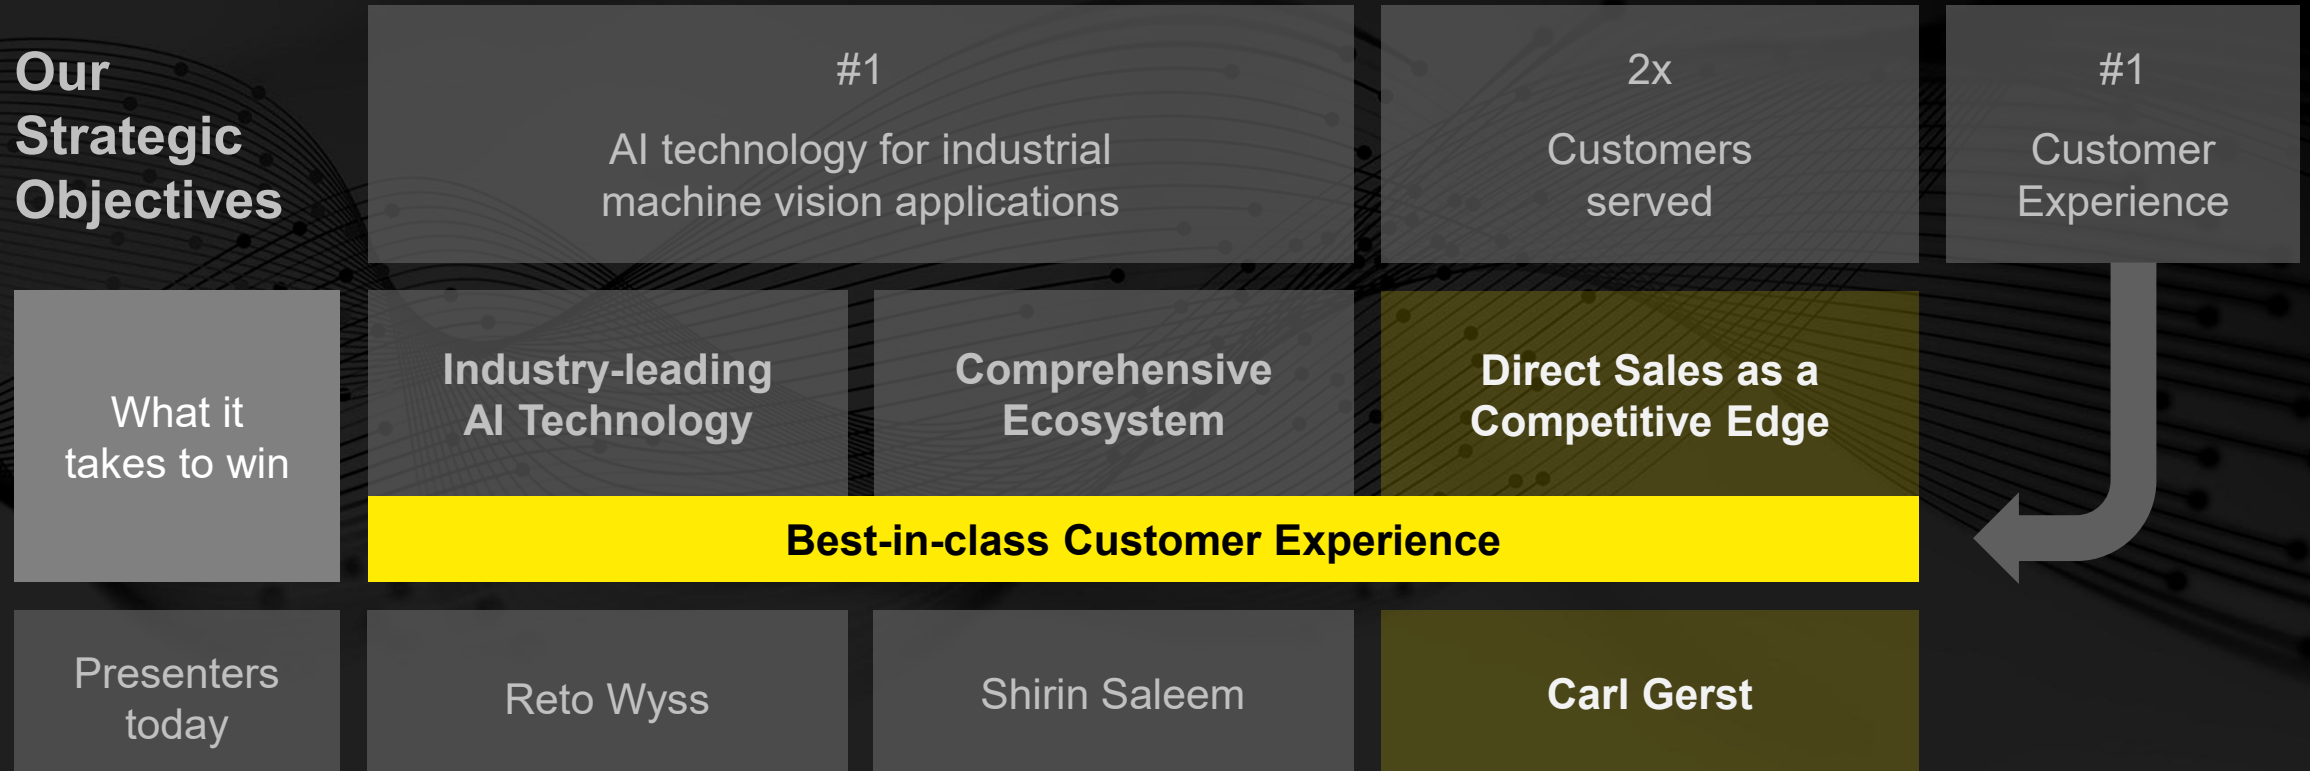 Our
Strategic
Objectives
#1
AI technology for industrial
machine vision applications
2x
Customers
served
#1
Customer
Experience
What it
takes to win
Industry-leading
AI Technology
Comprehensive
Ecosystem
Direct Sales as a
Competitive Edge
Best-in-class Customer Experience
Presenters
today
Reto Wyss
Shirin Saleem
Carl Gerst